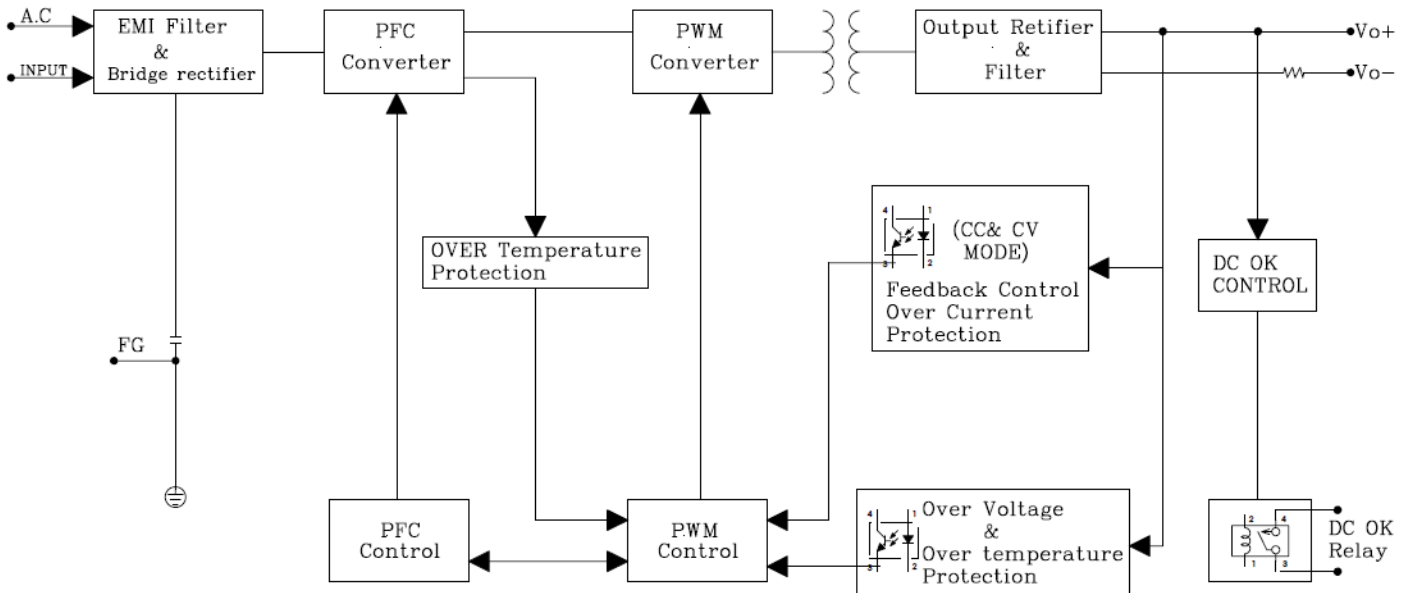 A.C
INPUT
EMI Filter
&
Bridge rectifier
PFC
Converter
PWM
Converter
Output Retifier
&
Filter
Vo+
Vo-
OVER Temperature
Protection
4
1
3
2
(CC& CV
MODE)
Feedback Control
Over Current
Protection
DC OK
CONTROL
FG
PFC
Control
PWM
Control
4
1
3
2
Over Voltage
&
Over temperature
Protection
2
4
1
3
DC OK
Relay